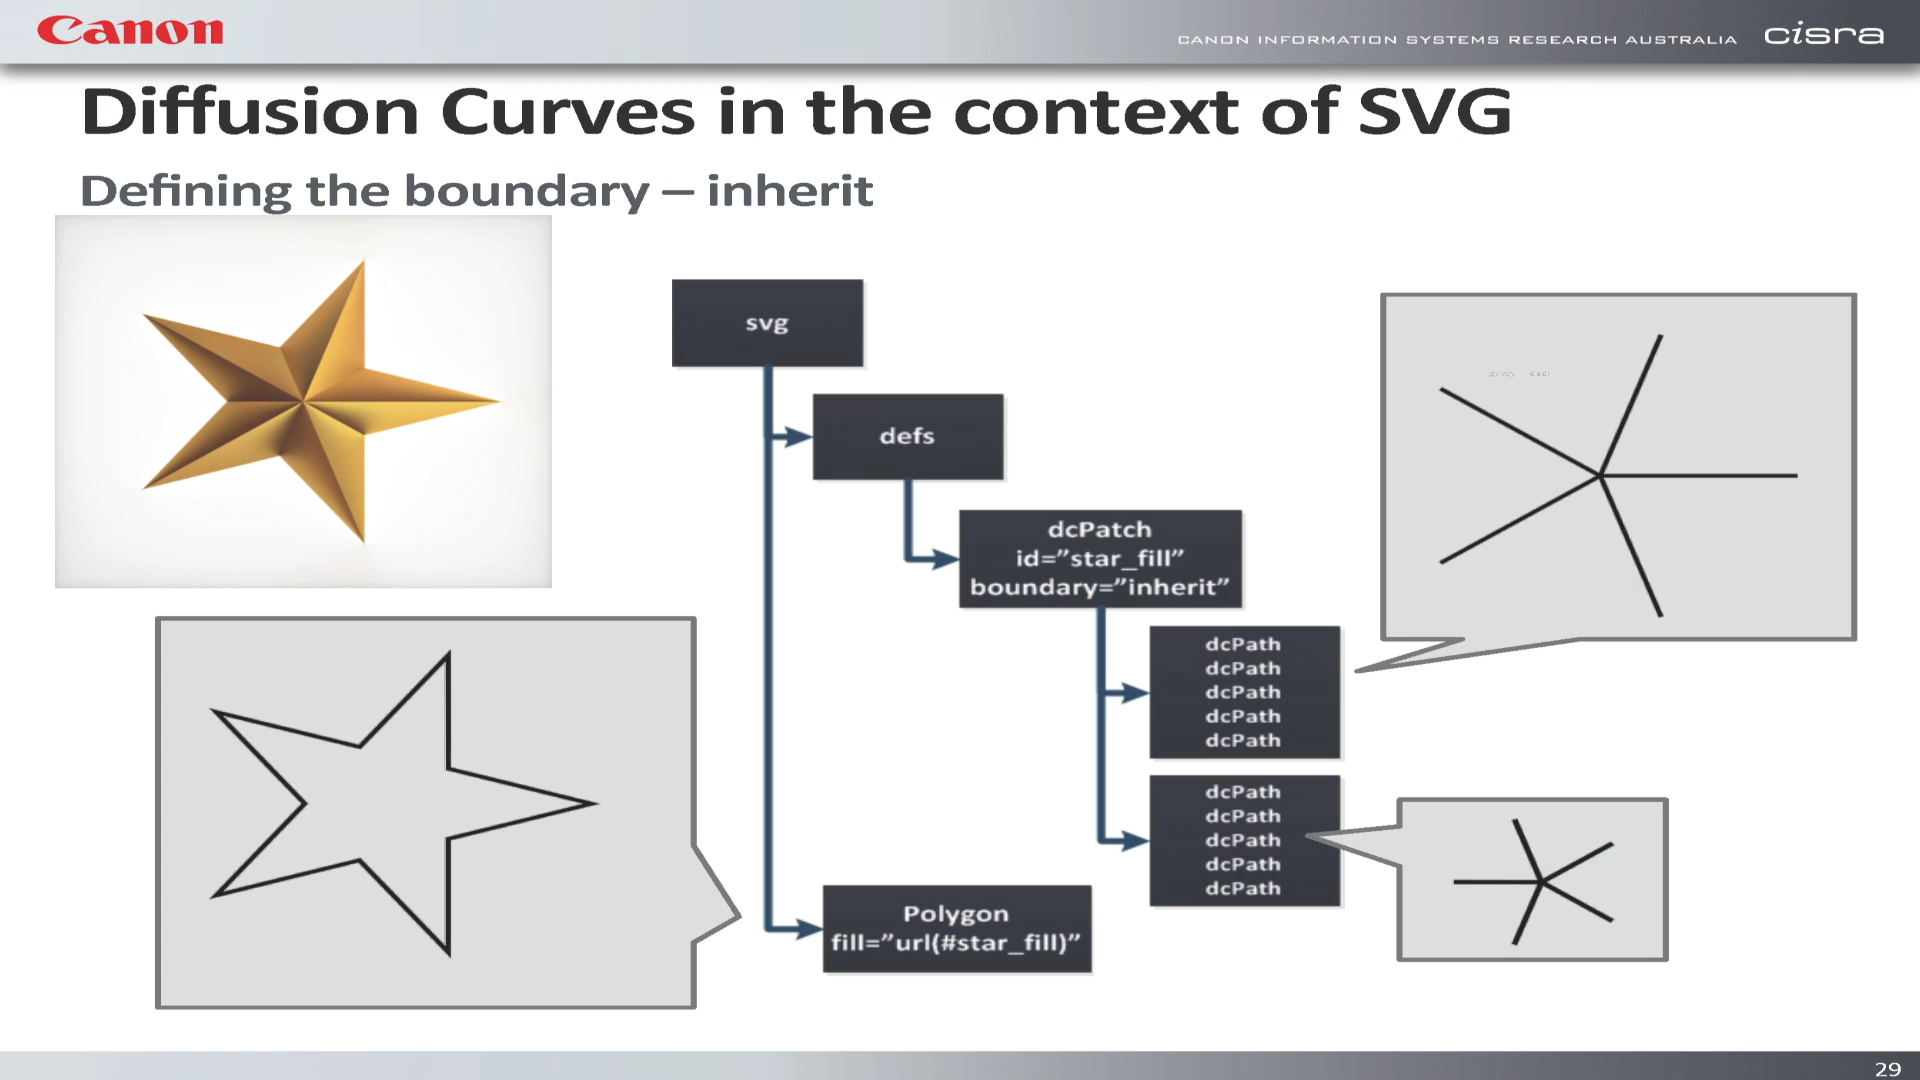 Canon
CANON INFORMATION SYSTEMS RESEARCH AUSTRALIA cisra
Diffusion Curves in the context of SVG
Defining the boundary – inherit
svg
defs
dcPatch
id=”star_fill”
boundary=”inherit”
dcPath
dcPath
dcPath
dcPath
dcPath
dcPath
dcPath
dcPath
dcPath
dcPath
Polygon
fill=”url(#star_fill)”
29